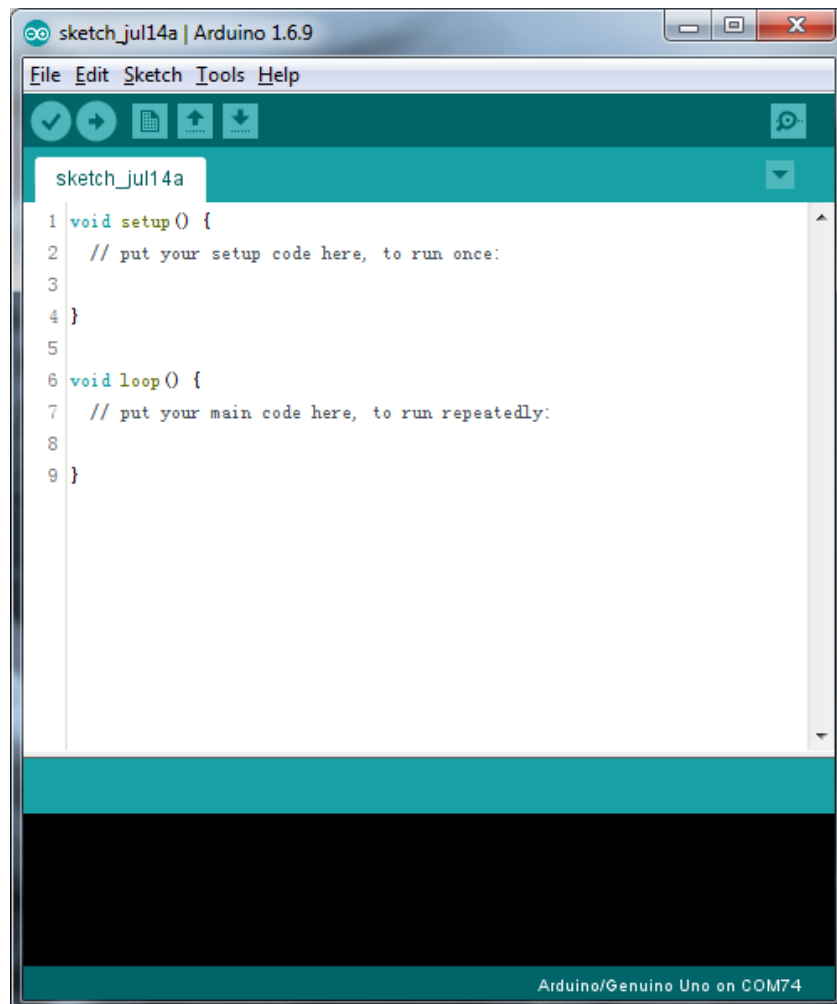 sketch_jul14a | Arduino 1.6.9
File Edit Sketch Tools Help
sketch_jul14a
1 void setup() {
2 // put your setup code here, to run once:
3
4 }
5
6 void loop() {
7 // put your main code here, to run repeatedly:
8
9 }
Arduino/Genuino Uno on COM74